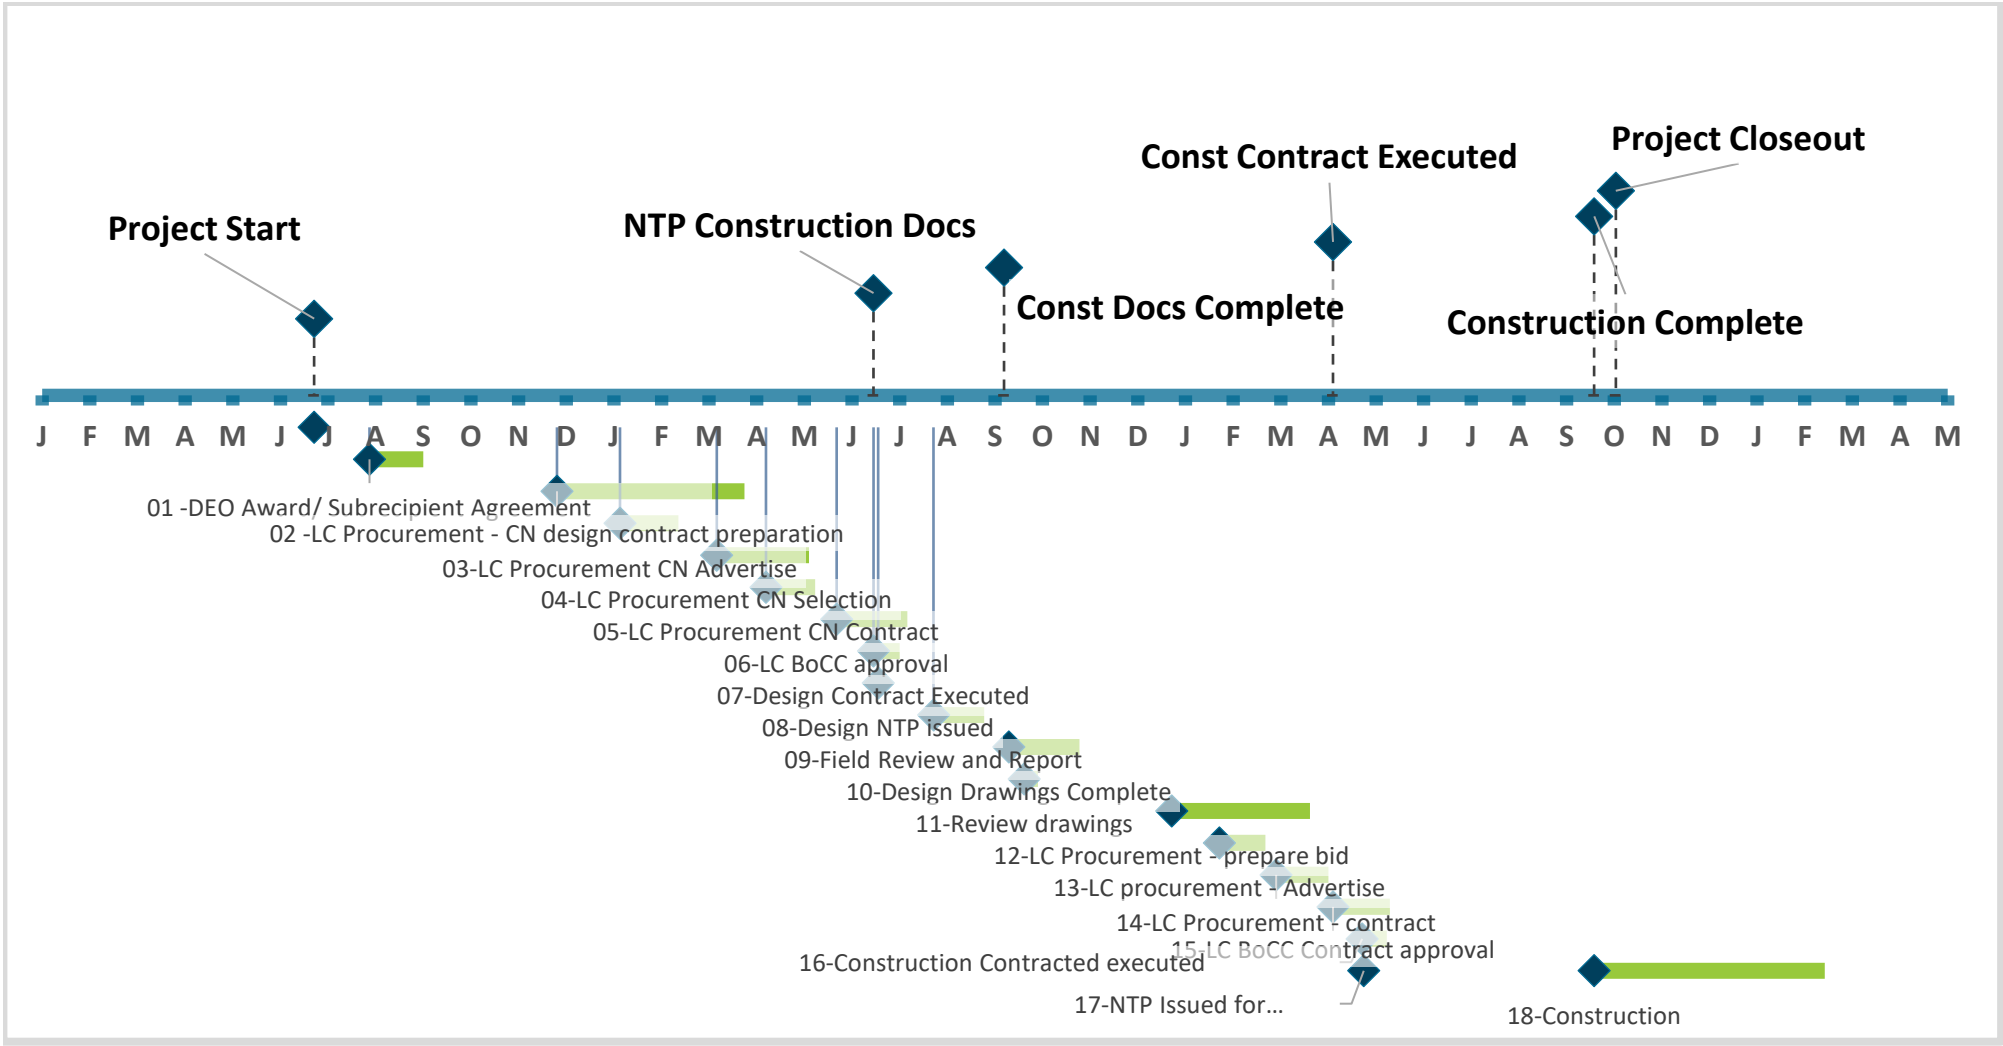 Project Closeout
Const Contract Executed
Project Start
NTP Construction Docs
Const Docs Complete
Construction Complete
J F M A M J J A S O N D J F M A M J J A S O N D J F M A M J J A S O N D J F M A M
01 -DEO Award/ Subrecipient Agreement
02 -LC Procurement - CN design contract preparation
03-LC Procurement CN Advertise
04-LC Procurement CN Selection
05-LC Procurement CN Contract
06-LC BoCC approval
07-Design Contract Executed
08-Design NTP issued
09-Field Review and Report
10-Design Drawings Complete
11-Review drawings
12-LC Procurement - prepare bid
13-LC procurement - Advertise
14-LC Procurement - contract
15-LC BoCC Contract approval
16-Construction Contracted executed
17-NTP Issued for...
18-Construction